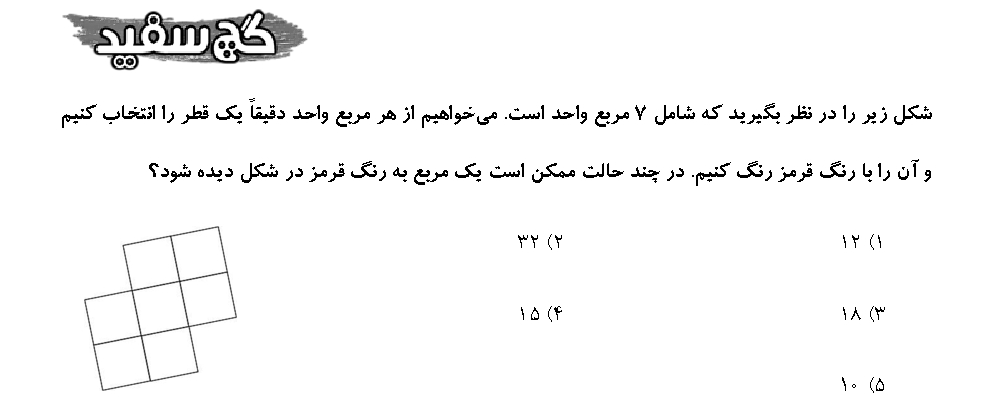 گچ سفید
شکل زیر را در نظر بگیرید که شامل ۷ مربع واحد است. می‌خواهیم از هر مربع واحد دقیقاً یک قطر را انتخاب کنیم
و آن را با رنگ قرمز رنگ کنیم. در چند حالت ممکن است یک مربع به رنگ قرمز در شکل دیده شود؟
۱) ۱۲
۲) ۳۲
۳) ۱۸
۴) ۱۵
۵) ۱۰